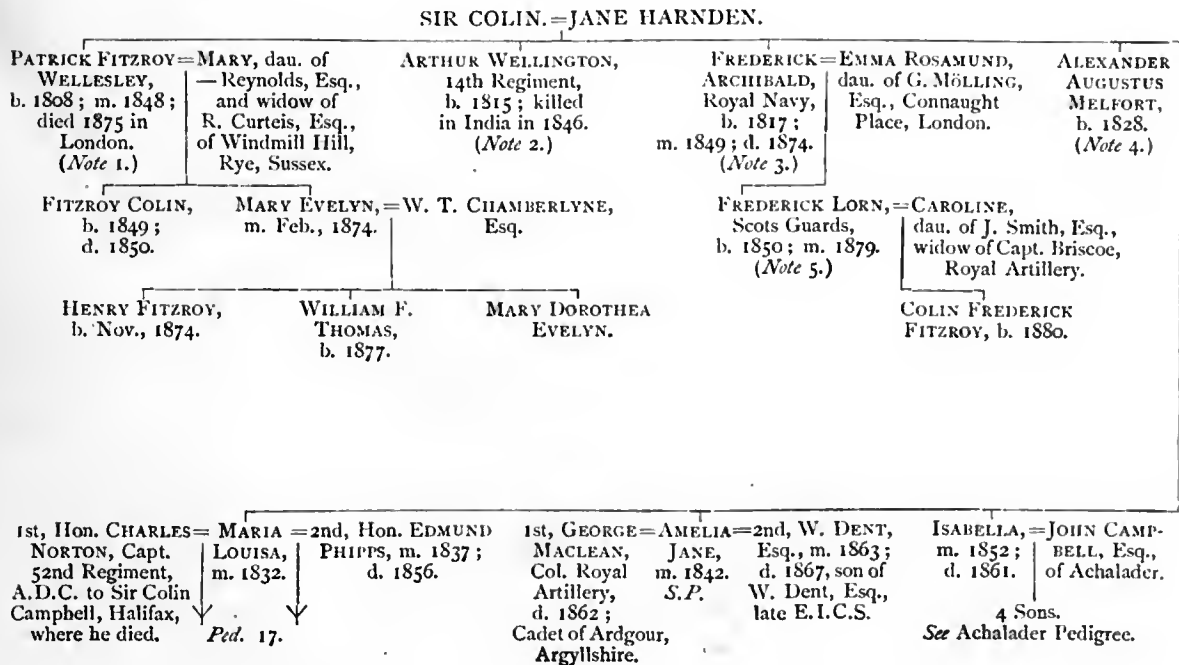 SIR COLIN.=JANE HARNDEN.
PATRICK FITZROY=MARY, dau. of
WELLESLEY, — Reynolds, Esq.,
b. 1808; m. 1848; and widow of
died 1875 in R. Curteis, Esq.,
London. of Windmill Hill,
(Note 1.) Rye, Sussex.
ARTHUR WELLINGTON,
14th Regiment,
b. 1815; killed
in India in 1846.
(Note 2.)
FREDERICK=EMMA ROSAMUND,
ARCHIBALD, dau. of G. MÖLLING,
Royal Navy, Esq., Connaught
b. 1817; Place, London.
m. 1849; d. 1874.
(Note 3.)
ALEXANDER
AUGUSTUS
MELFORT,
b. 1828.
(Note 4.)
FITZROY COLIN,
b. 1849;
d. 1850.
MARY EVELYN,=W. T. CHAMBERLYNE,
m. Feb., 1874. Esq.
FREDERICK LORN,=CAROLINE,
Scots Guards, dau. of J. Smith, Esq.,
b. 1850; m. 1879. widow of Capt. Briscoe,
(Note 5.) Royal Artillery.
HENRY FITZROY,
b. Nov., 1874.
WILLIAM F.
THOMAS,
b. 1877.
MARY DOROTHEA
EVELYN.
COLIN FREDERICK
FITZROY, b. 1880.
1st, Hon. CHARLES=MARIA=2nd, Hon. EDMUND
NORTON, Capt. LOUISA, PHIPPS, m. 1837;
52nd Regiment, m. 1832. d. 1856.
A.D.C. to Sir Colin
Campbell, Halifax,
where he died. Ped. 17.
1st, GEORGE=AMELIA=2nd, W. DENT,
MACLEAN, JANE, Esq., m. 1863;
Col. Royal m. 1842. d. 1867, son of
Artillery, S.P. W. Dent, Esq.,
d. 1862; late E.I.C.S.
Cadet of Ardgour,
Argyllshire.
ISABELLA,=JOHN CAMP-
m. 1852; BELL, Esq.,
d. 1861. of Achalader.
4 Sons.
See Achalader Pedigree.